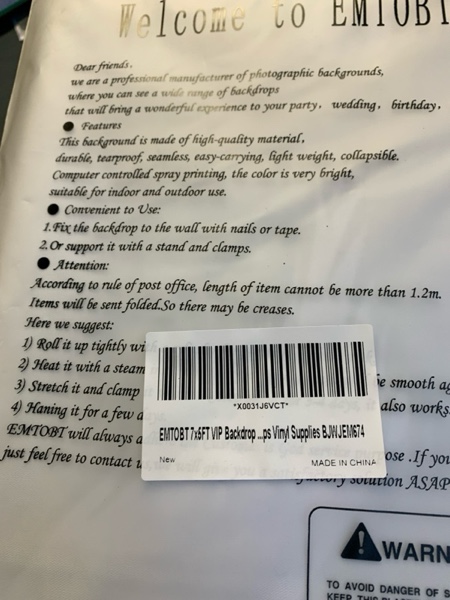 Welcome to EMTOBT
Dear friends,
we are a professional manufacturer of photographic backgrounds,
where you can see a wide range of backdrops
that will bring a wonderful experience to your party, wedding, birthday,
● Features
This background is made of high-quality material,
durable, tearproof, seamless, easy-carrying, light weight, collapsible.
Computer controlled spray printing, the color is very bright,
suitable for indoor and outdoor use.
● Convenient to Use:
1.Fix the backdrop to the wall with nails or tape.
2.Or support it with a stand and clamps.
● Attention:
According to rule of post office, length of item cannot be more than 1.2m.
Items will be sent folded.So there may be creases.
Here we suggest:
1) Roll it up tightly
2) Heat it with a steam
3) Stretch it and clamp smooth
4) Haning it for a few also works
EMTOBT will always
just feel free to contact If you
solution ASAP
*X0031J6VCT*
EMTOBT 7x5FT VIP Backdrop ...ps Vinyl Supplies BJWJEM674
New MADE IN CHINA
WARN
TO AVOID DANGER OF S